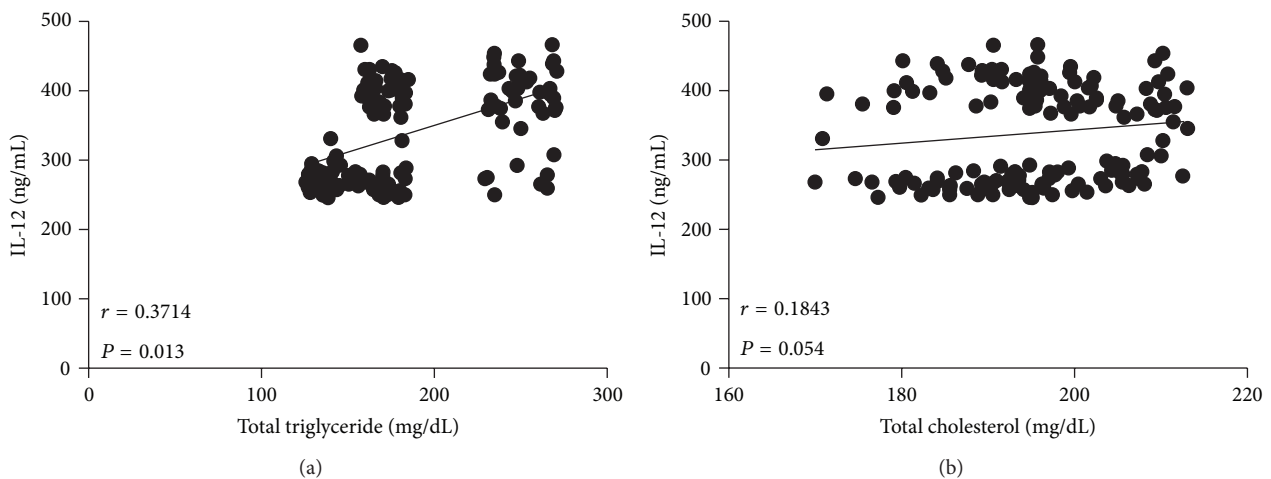 500
400
300
200
100
0
IL-12 (ng/mL)
r = 0.3714
P = 0.013
0 100 200 300
Total triglyceride (mg/dL)
(a)
500
400
300
200
100
0
IL-12 (ng/mL)
r = 0.1843
P = 0.054
160 180 200 220
Total cholesterol (mg/dL)
(b)